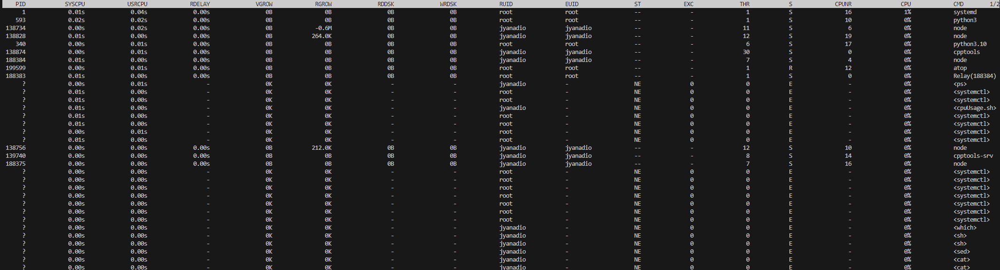 PID SYSCPU USRCPU RDELAY VGROW RGROW RDDSK WRDSK RUID EUID ST EXC THR S CPUNR CPU CMD 1/2
1 0.01s 0.04s 0.00s 0B 0B 0B 0B root root -- - 1 S 16 1% systemd
593 0.02s 0.02s 0.00s 0B 0B 0B 0B root root -- - 1 S 10 0% python3
138734 0.00s 0.02s 0.00s 0B -0.6M 0B 0B jyanadio jyanadio -- - 11 S 6 0% node
138828 0.01s 0.00s 0.00s 0B 264.0K 0B 0B jyanadio jyanadio -- - 12 S 19 0% node
340 0.00s 0.01s 0.00s 0B 0B 0B 0B root root -- - 6 S 17 0% python3.10
138874 0.00s 0.01s 0.00s 0B 0B 0B 0B jyanadio jyanadio -- - 30 S 0 0% cpptools
188384 0.01s 0.00s 0.00s 0B 0B 0B 0B jyanadio jyanadio -- - 7 S 4 0% node
199599 0.00s 0.01s 0.00s 0B 0B 0B 0B root root -- - 1 R 12 0% atop
188383 0.01s 0.00s 0.00s 0B 0B 0B 0B root root -- - 1 S 0 0% Relay(188384)
? 0.00s 0.01s - 0K 0K - - jyanadio - NE 0 0 E - 0% <ps>
? 0.01s 0.00s - 0K 0K - - root - NE 0 0 E - 0% <systemctl>
? 0.01s 0.00s - 0K 0K - - root - NE 0 0 E - 0% <systemctl>
? 0.01s 0.00s - 0K 0K - - jyanadio - NE 0 0 E - 0% <cpuUsage.sh>
? 0.01s 0.00s - 0K 0K - - root - NE 0 0 E - 0% <systemctl>
? 0.01s 0.00s - 0K 0K - - root - NE 0 0 E - 0% <systemctl>
? 0.00s 0.01s - 0K 0K - - root - NE 0 0 E - 0% <systemctl>
? 0.01s 0.00s - 0K 0K - - root - NE 0 0 E - 0% <systemctl>
138756 0.00s 0.00s 0.00s 0B 212.0K 0B 0B jyanadio jyanadio -- - 12 S 10 0% node
139740 0.00s 0.00s 0.00s 0B 0B 0B 0B jyanadio jyanadio -- - 8 S 14 0% cpptools-srv
188375 0.00s 0.00s 0.00s 0B 0B 0B 0B jyanadio jyanadio -- - 7 S 16 0% node
? 0.00s 0.00s - 0K 0K - - root - NE 0 0 E - 0% <systemctl>
? 0.00s 0.00s - 0K 0K - - root - NE 0 0 E - 0% <systemctl>
? 0.00s 0.00s - 0K 0K - - root - NE 0 0 E - 0% <systemctl>
? 0.00s 0.00s - 0K 0K - - root - NE 0 0 E - 0% <systemctl>
? 0.00s 0.00s - 0K 0K - - root - NE 0 0 E - 0% <systemctl>
? 0.00s 0.00s - 0K 0K - - root - NE 0 0 E - 0% <systemctl>
? 0.00s 0.00s - 0K 0K - - root - NE 0 0 E - 0% <systemctl>
? 0.00s 0.00s - 0K 0K - - jyanadio - NE 0 0 E - 0% <which>
? 0.00s 0.00s - 0K 0K - - jyanadio - NE 0 0 E - 0% <sh>
? 0.00s 0.00s - 0K 0K - - jyanadio - NE 0 0 E - 0% <sh>
? 0.00s 0.00s - 0K 0K - - jyanadio - NE 0 0 E - 0% <sed>
? 0.00s 0.00s - 0K 0K - - jyanadio - NE 0 0 E - 0% <cat>
? 0.00s 0.00s - 0K 0K - - jyanadio - NE 0 0 E - 0% <cat>